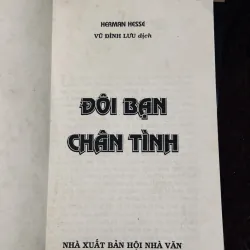 HERMAN HESSE
VŨ ĐÌNH LƯU dịch
ĐÔI BẠN
CHÂN TÌNH
NHÀ XUẤT BẢN HỘI NHÀ VĂN